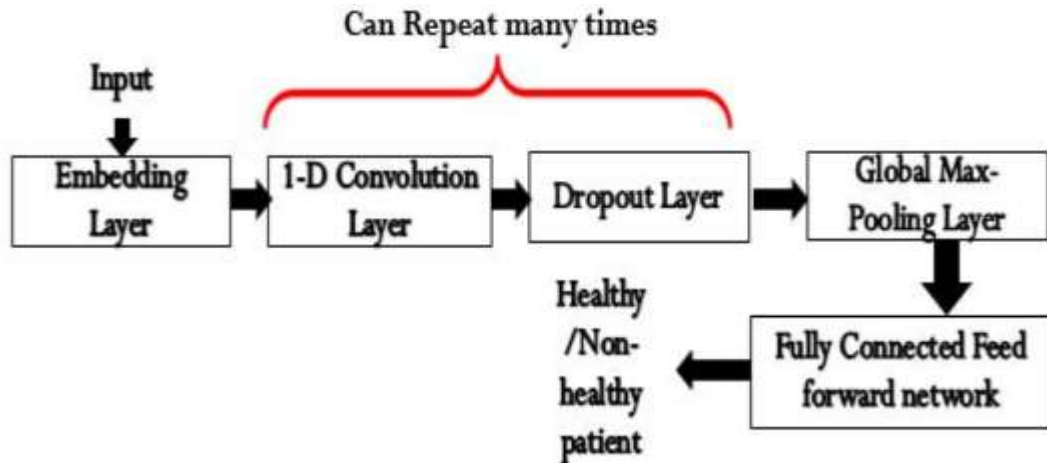 Can Repeat many times
Input
Embedding
Layer
1-D Convolution
Layer
Dropout Layer
Global Max-
Pooling Layer
Fully Connected Feed
forward network
Healthy
/Non-
healthy
patient